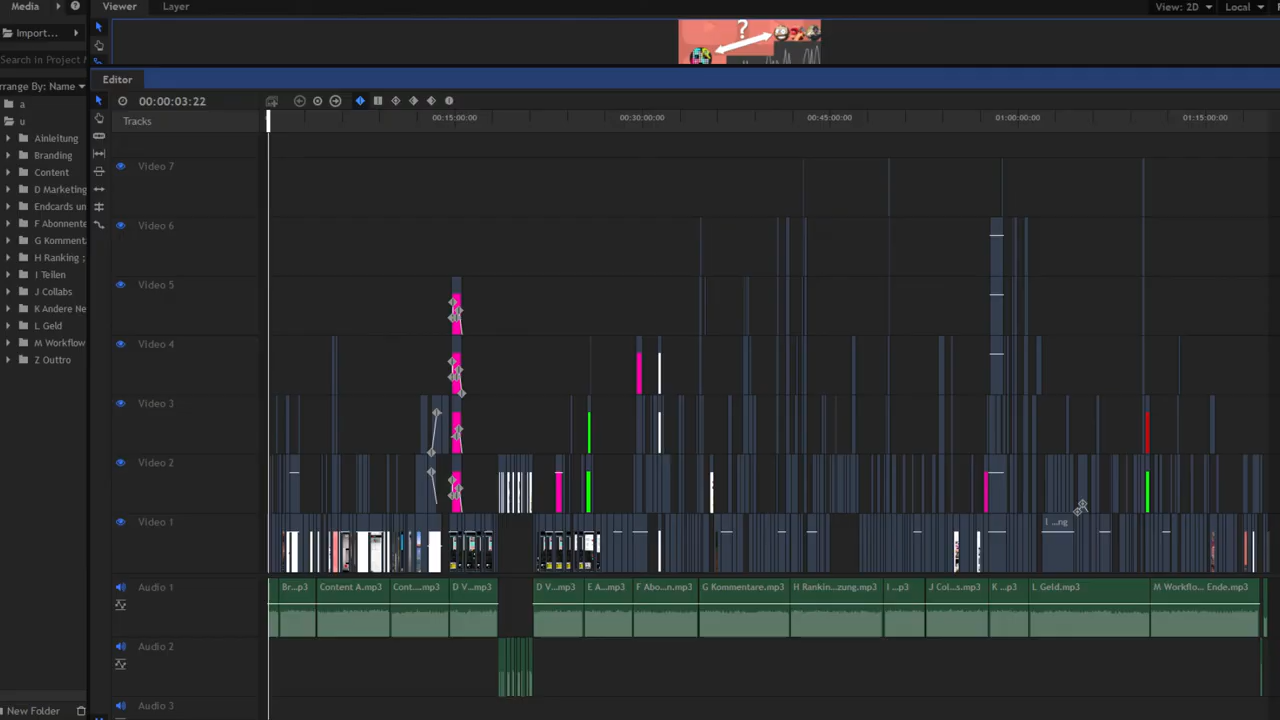 Media
Viewer
Layer
View: 2D
Local
Import...
Search In Project M
?
Editor
rrange By: Name
00:00:03:22
a
Tracks
00:15:00:00
00:30:00:00
00:45:00:00
01:00:00:00
01:15:00:00
u
Ainleitung
Branding
Content
D Marketing
Endcards un
F Abonnente
G Komment
H Ranking ;
I Teilen
J Collabs
K Andere Ne
L Geld
M Workflow
Z Outtro
Video 7
Video 6
Video 5
Video 4
Video 3
Video 2
Video 1
I ...ng
Audio 1
Br...p3
Content A.mp3
Cont....mp3
D V...mp3
D V...mp3
E A...mp3
F Abo...n.mp3
G Kommentare.mp3
H Rankin...zung.mp3
I ...p3
J Col...s.mp3
K ...p3
L Geld.mp3
M Workflo... Ende.mp3
Audio 2
Audio 3
New Folder